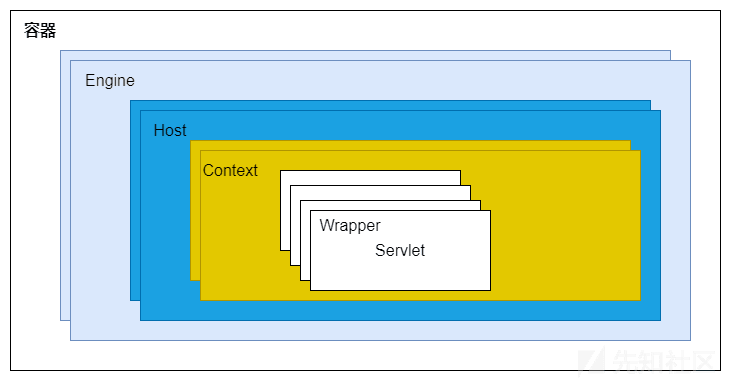 容器
Engine
Host
Context
Wrapper
Servlet
先知社区